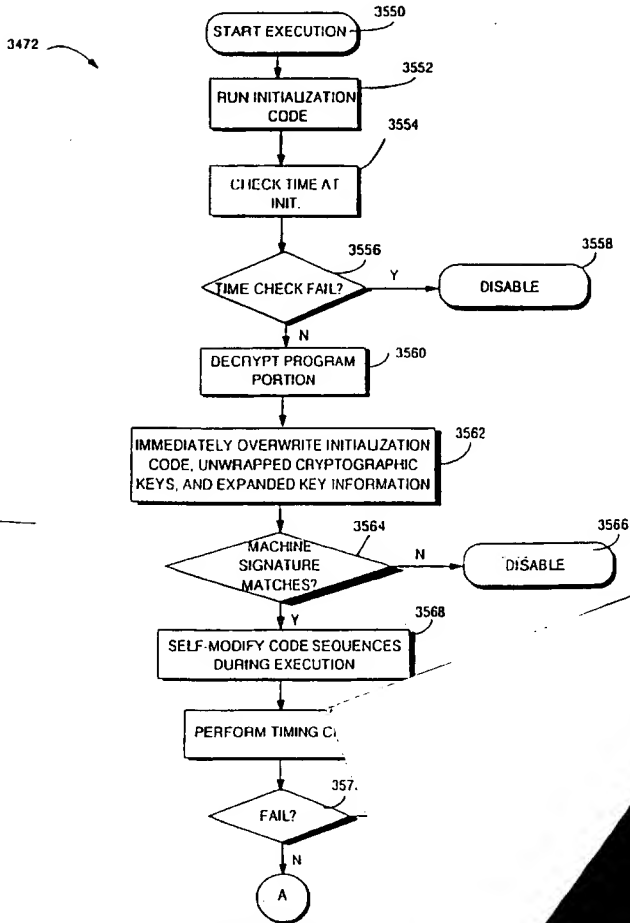 3472
START EXECUTION
3550
RUN INITIALIZATION
CODE
3552
CHECK TIME AT
INIT.
3554
TIME CHECK FAIL?
3556
Y
DISABLE
3558
N
DECRYPT PROGRAM
PORTION
3560
IMMEDIATELY OVERWRITE INITIALIZATION
CODE, UNWRAPPED CRYPTOGRAPHIC
KEYS, AND EXPANDED KEY INFORMATION
3562
MACHINE
SIGNATURE
MATCHES?
3564
N
DISABLE
3566
Y
SELF-MODIFY CODE SEQUENCES
DURING EXECUTION
3568
PERFORM TIMING
FAIL?
N
A